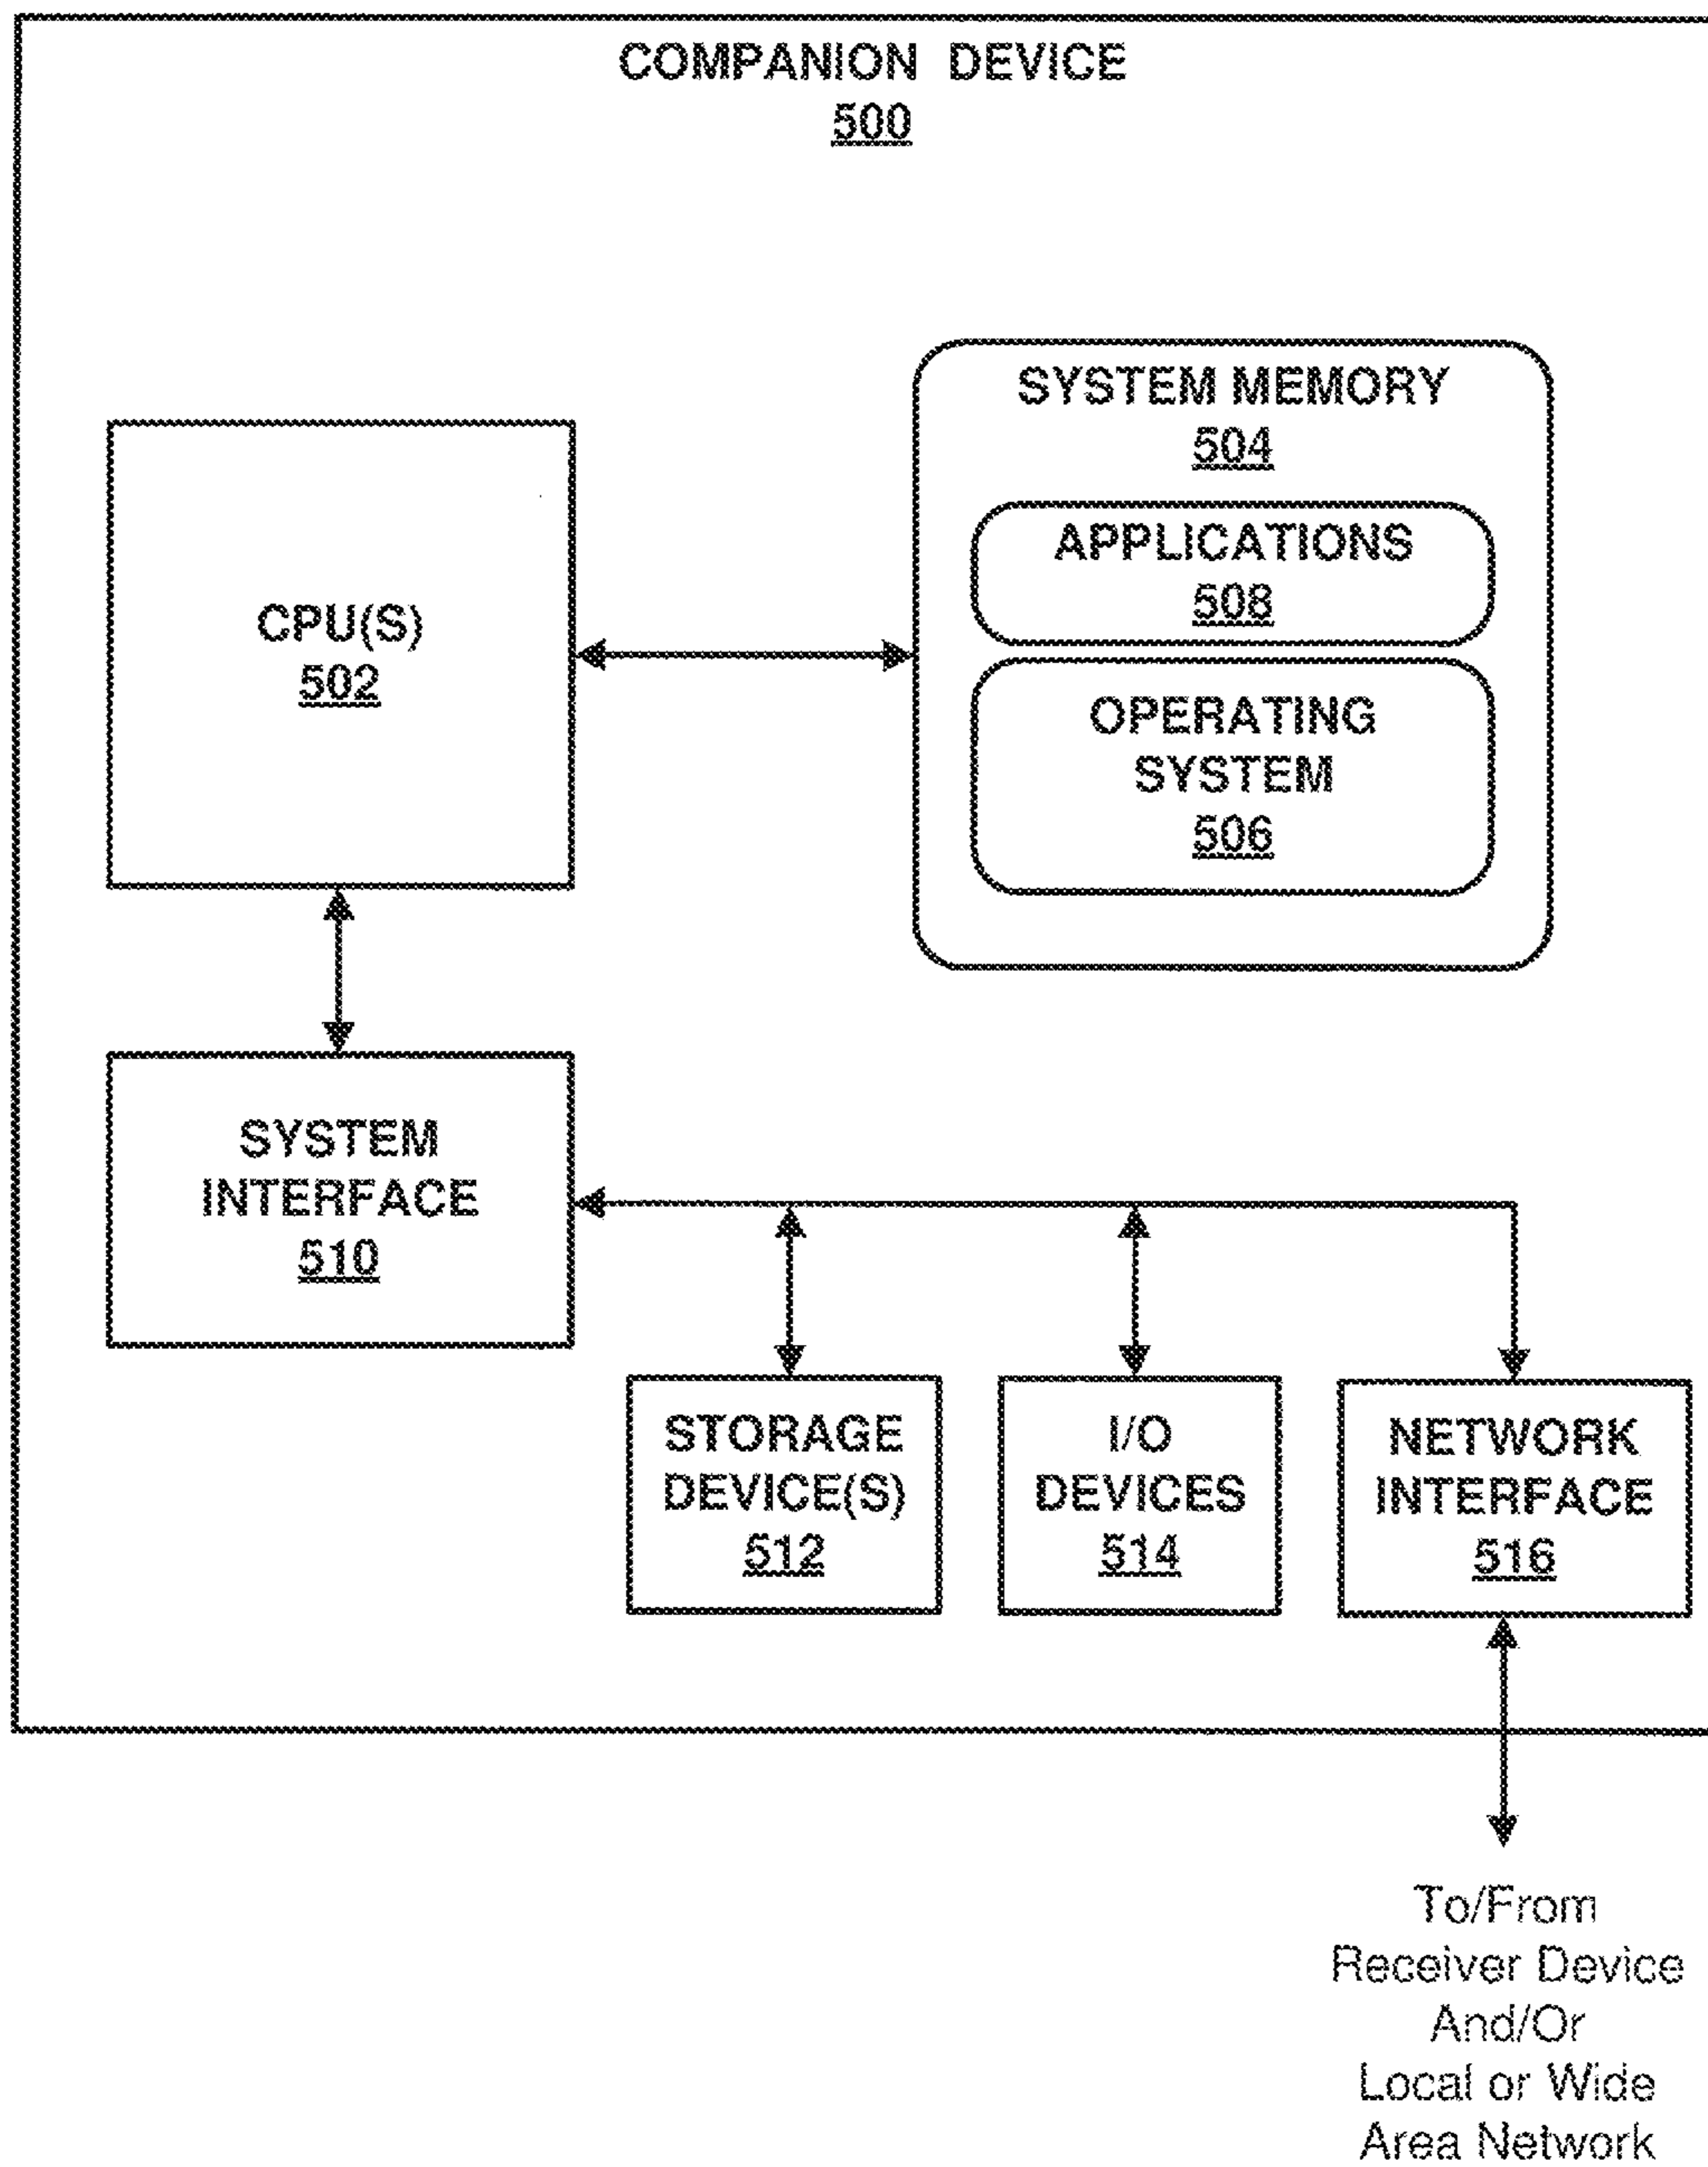 COMPANION DEVICE
500
SYSTEM MEMORY
504
APPLICATIONS
508
OPERATING
SYSTEM
506
CPU(S)
502
SYSTEM
INTERFACE
510
STORAGE
DEVICE(S)
512
I/O
DEVICES
514
NETWORK
INTERFACE
516
To/From
Receiver Device
And/Or
Local or Wide
Area Network